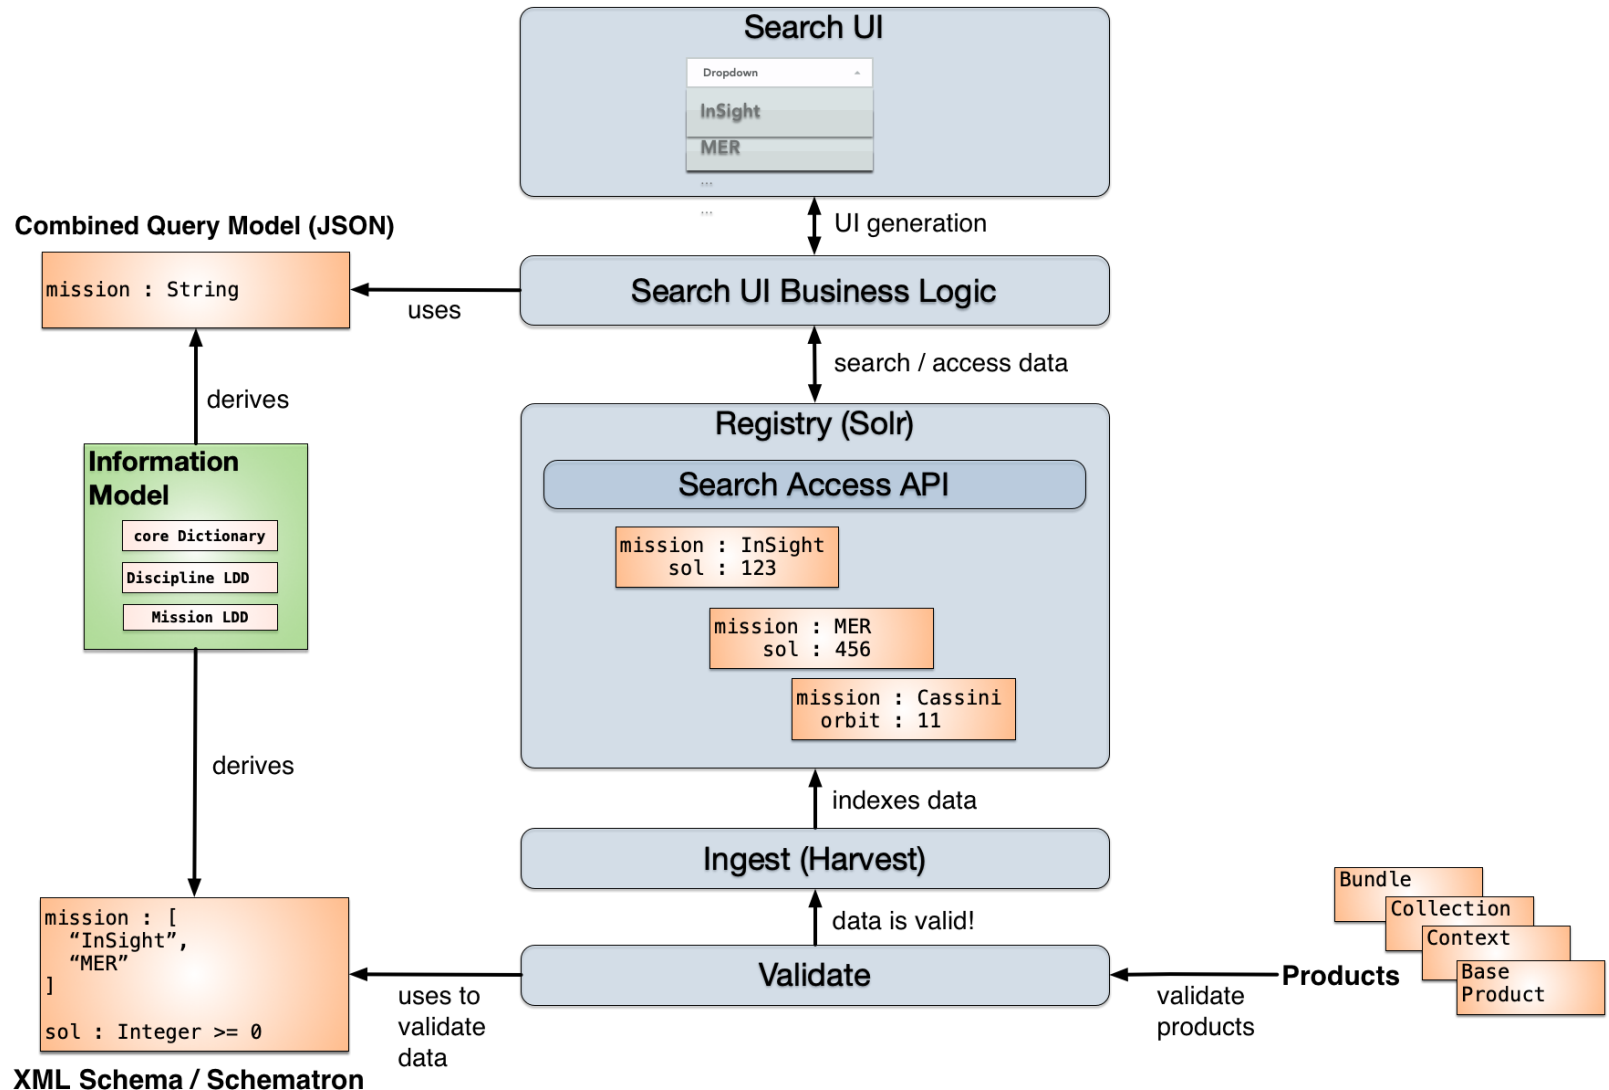 Search UI
Dropdown
InSight
MER
...
...
UI generation
Combined Query Model (JSON)
mission : String
uses
Search UI Business Logic
search / access data
derives
Registry (Solr)
Search Access API
Information
Model
core Dictionary
Discipline LDD
Mission LDD
mission : InSight
sol : 123
mission : MER
sol : 456
mission : Cassini
orbit : 11
derives
indexes data
Ingest (Harvest)
data is valid!
Validate
mission : [
“InSight”,
“MER”
]
sol : Integer >= 0
XML Schema / Schematron
uses to
validate
data
validate
products
Products
Bundle
Collection
Context
Base
Product